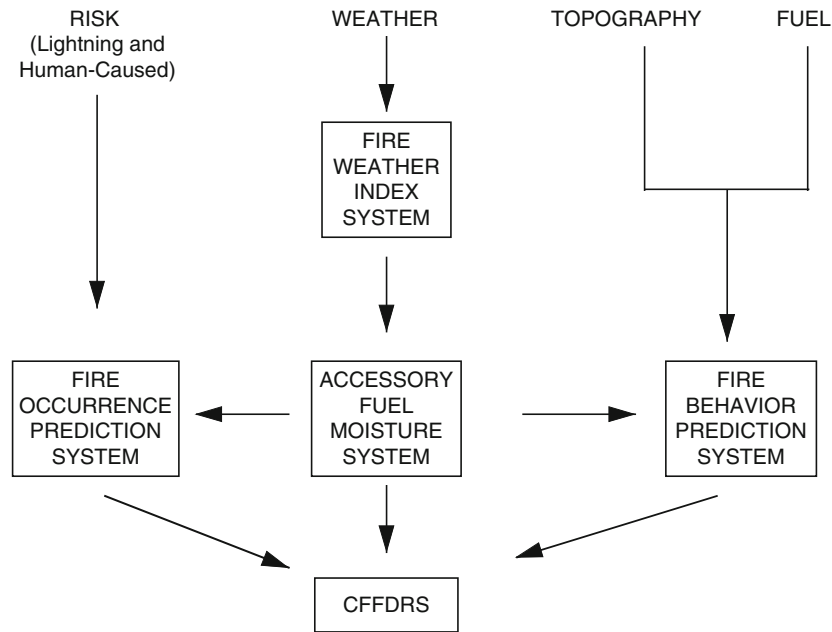 RISK
(Lightning and
Human-Caused)
WEATHER
TOPOGRAPHY
FUEL
FIRE
WEATHER
INDEX
SYSTEM
FIRE
OCCURRENCE
PREDICTION
SYSTEM
ACCESSORY
FUEL
MOISTURE
SYSTEM
FIRE
BEHAVIOR
PREDICTION
SYSTEM
CFFDRS